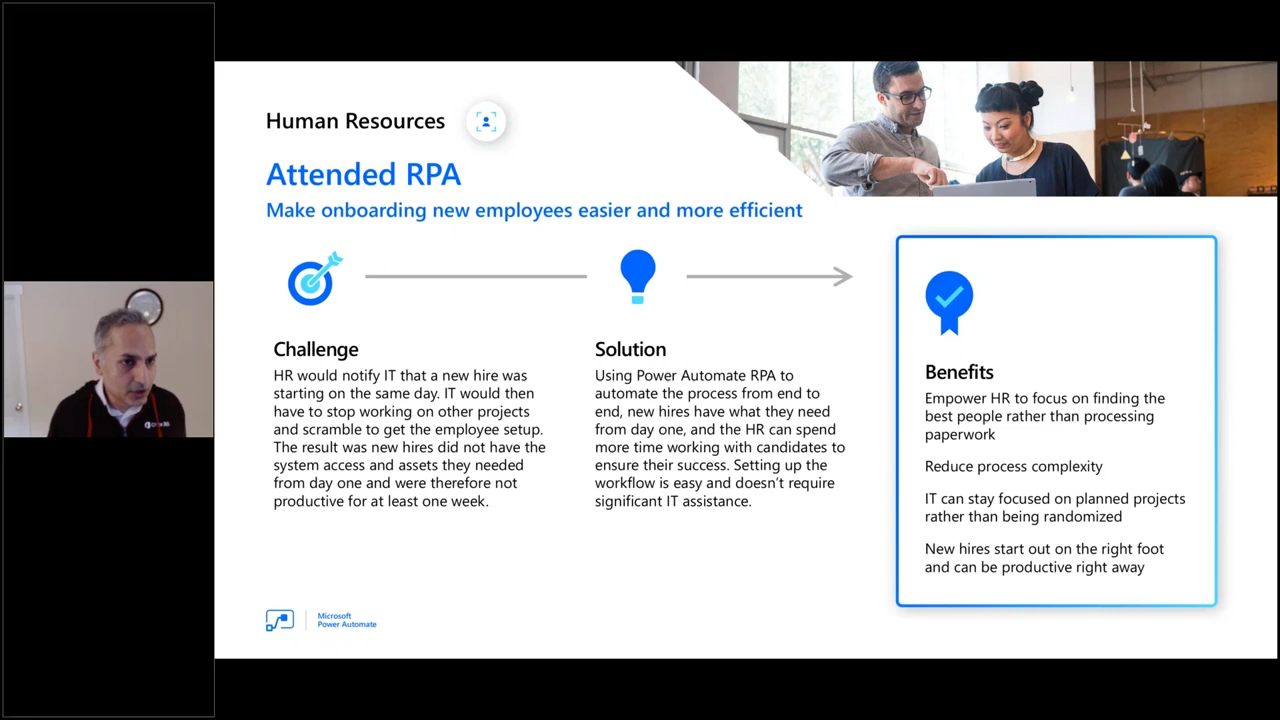 Human Resources
Attended RPA
Make onboarding new employees easier and more efficient
Challenge
HR would notify IT that a new hire was
starting on the same day. IT would then
have to stop working on other projects
and scramble to get the employee setup.
The result was new hires did not have the
system access and assets they needed
from day one and were therefore not
productive for at least one week.
Solution
Using Power Automate RPA to
automate the process from end to
end, new hires have what they need
from day one, and the HR can spend
more time working with candidates to
ensure their success. Setting up the
workflow is easy and doesn't require
significant IT assistance.
Benefits
Empower HR to focus on finding the
best people rather than processing
paperwork
Reduce process complexity
IT can stay focused on planned projects
rather than being randomized
New hires start out on the right foot
and can be productive right away
Microsoft
Power Automate